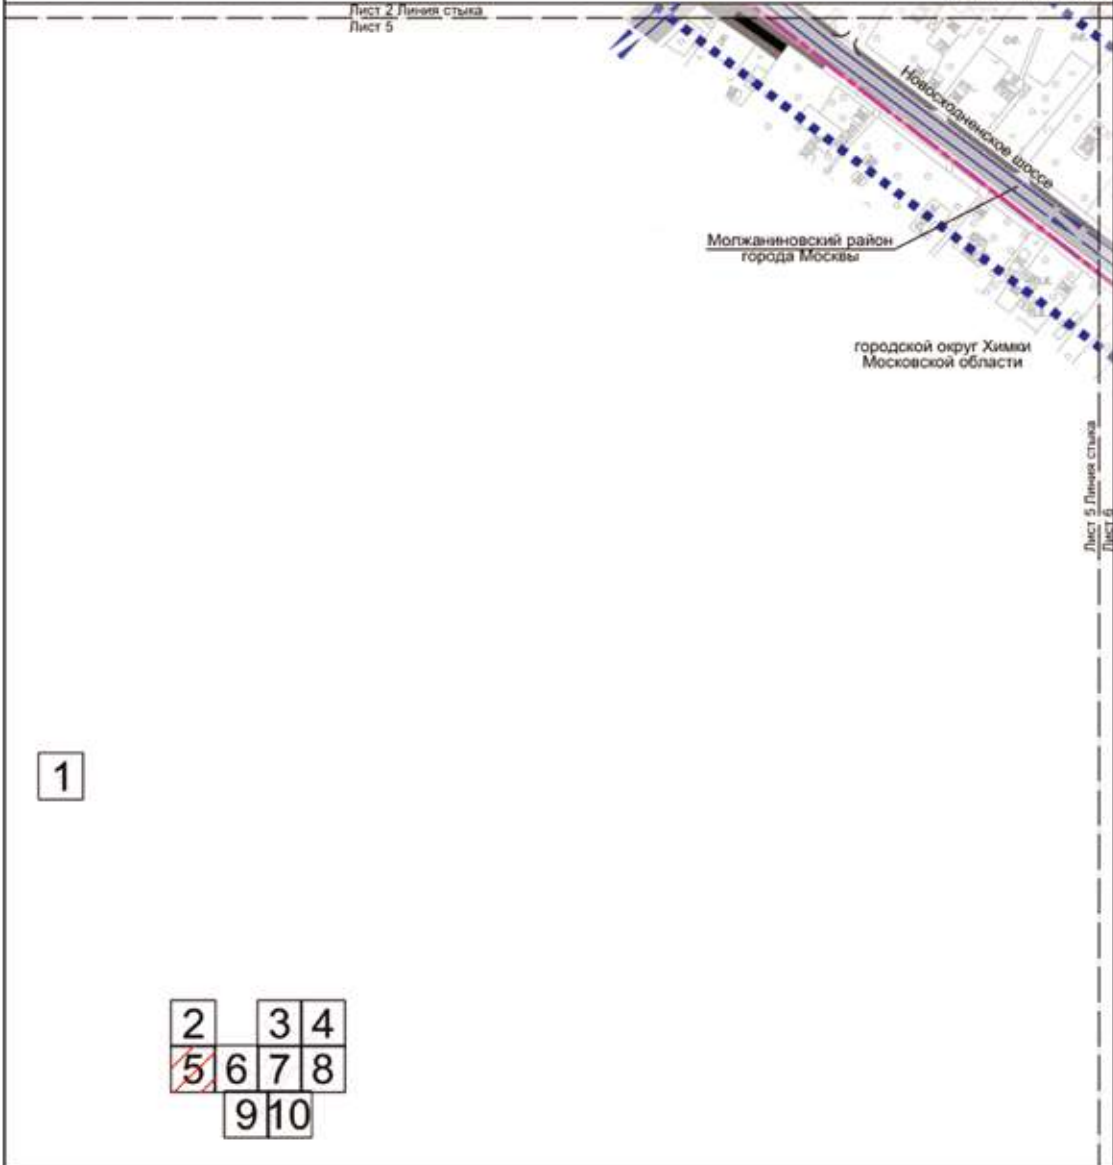 Лист 2 Линия стыка
Лист 5
Новосходненское шоссе
Молжаниновский район
города Москвы
городской округ Химки
Московской области
Лист 5 Линия стыка
Лист 6
1
2 3 4
5 6 7 8
9 10